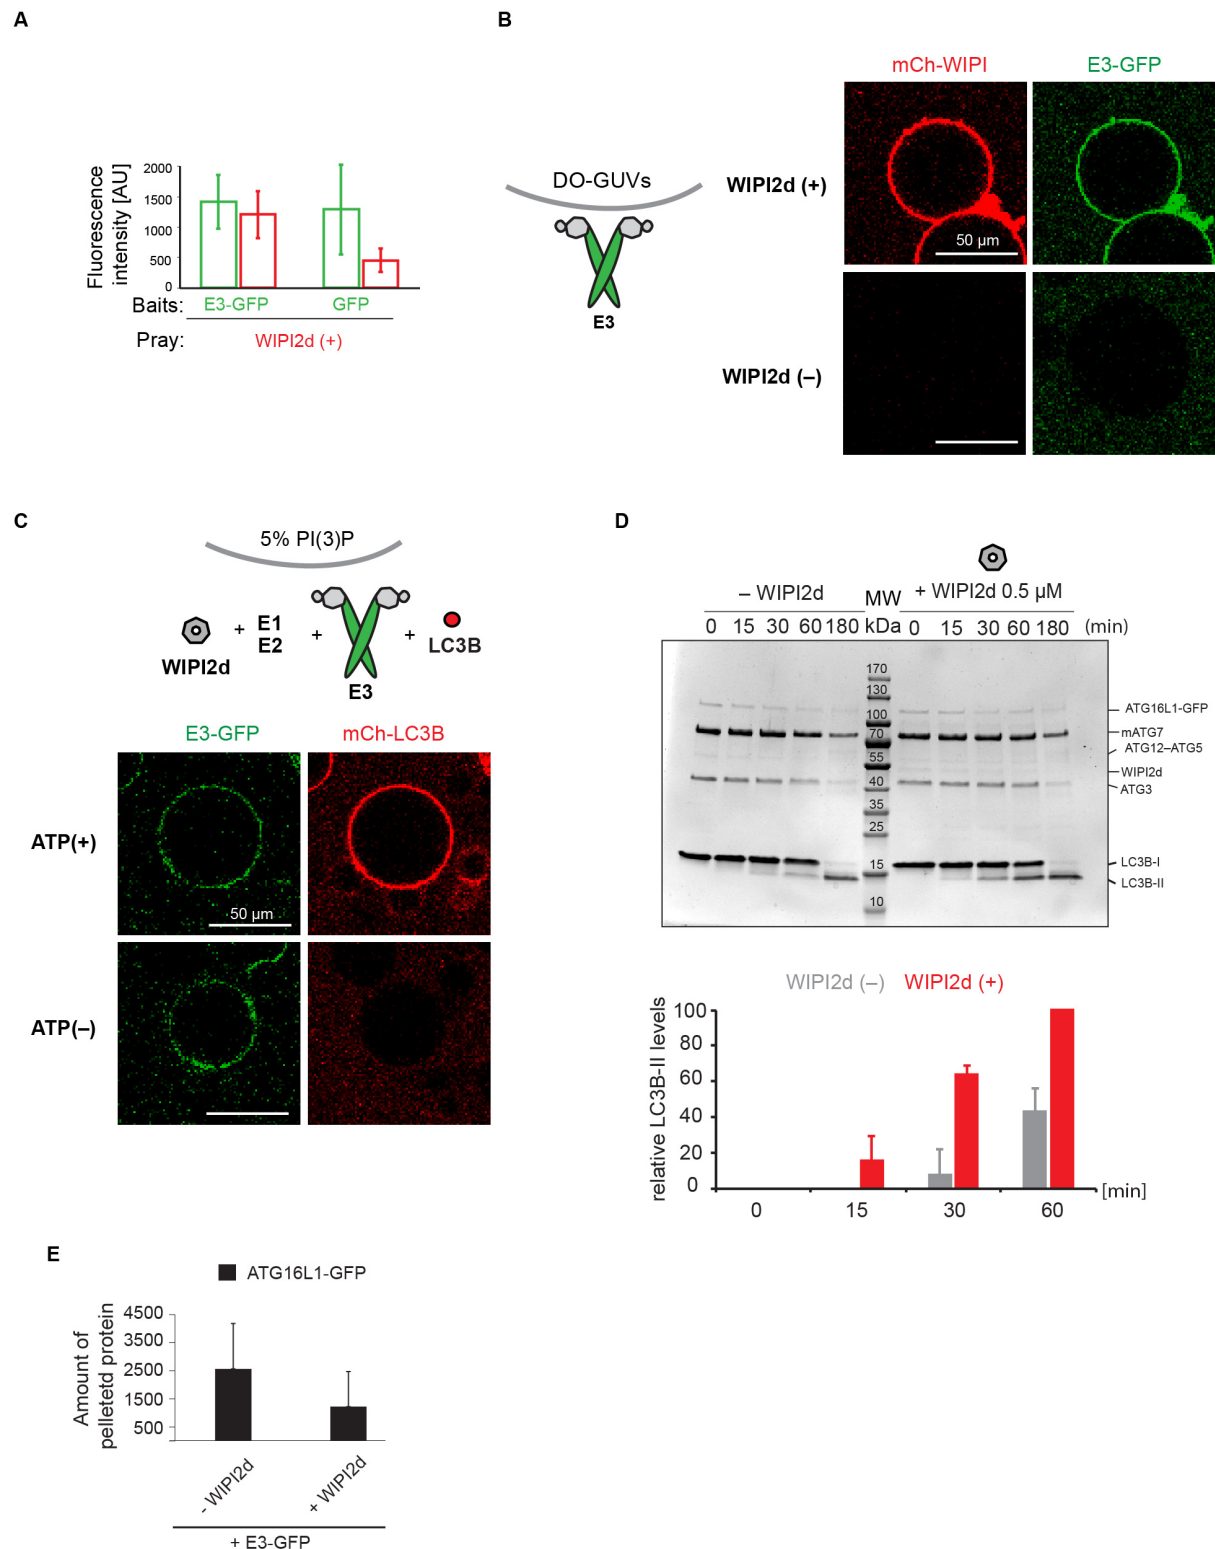 A
Fluorescence
intensity [AU]
2000
1500
1000
500
0
Baits:
E3-GFP
GFP
Pray:
WIPI2d (+)
B
mCh-WIPI
E3-GFP
DO-GUVs
E3
WIPI2d (+)
50 µm
WIPI2d (–)
C
5% PI(3)P
WIPI2d
+
E1
E2
+
E3
+
LC3B
E3-GFP
mCh-LC3B
ATP(+)
50 µm
ATP(–)
D
– WIPI2d
MW
+ WIPI2d 0.5 µM
0 15 30 60 180 kDa 0 15 30 60 180 (min)
170
130
100
70
55
40
35
25
15
10
ATG16L1-GFP
mATG7
ATG12–ATG5
WIPI2d
ATG3
LC3B-I
LC3B-II
WIPI2d (–) WIPI2d (+)
relative LC3B-II levels
100
80
60
40
20
0
0 15 30 60 [min]
E
ATG16L1-GFP
Amount of
pelletetd protein
4500
3500
2500
1500
500
- WIPI2d
+ WIPI2d
+ E3-GFP